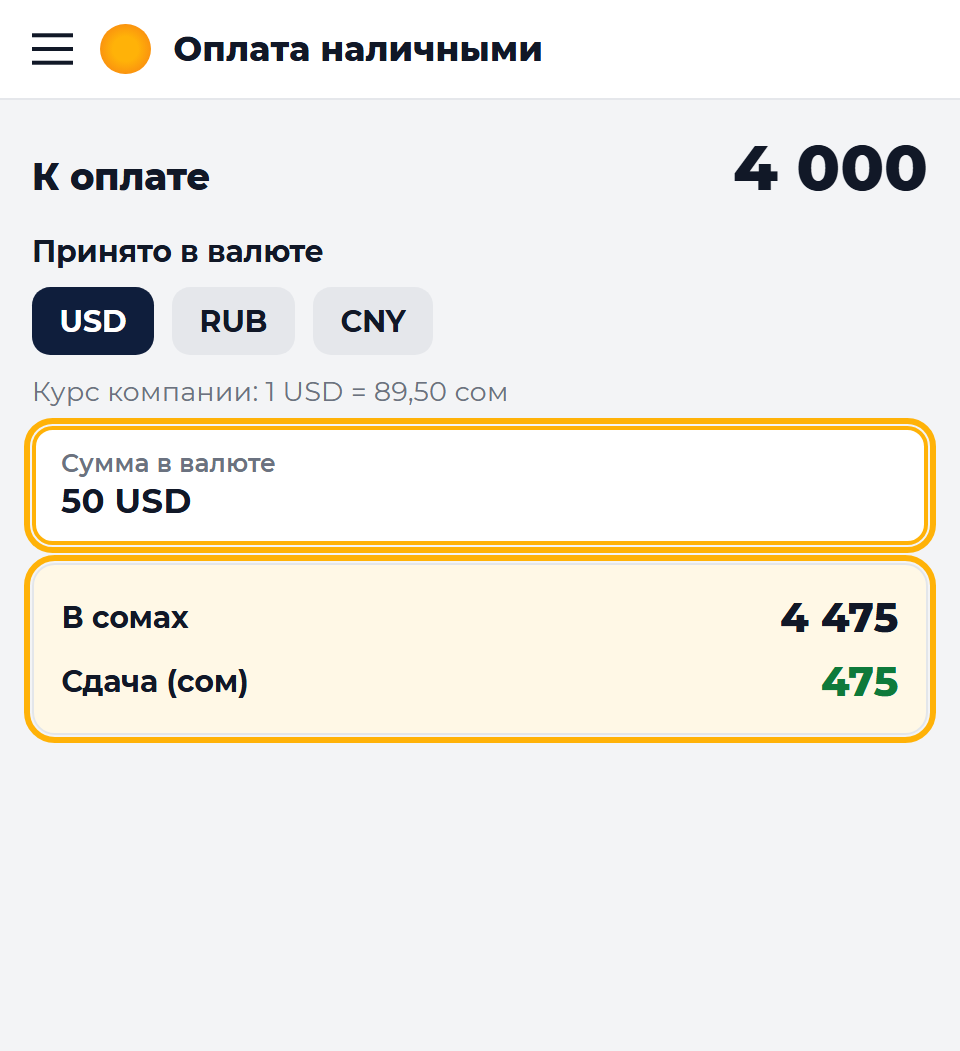 Оплата наличными
К оплате 4 000
Принято в валюте
USD RUB CNY
Курс компании: 1 USD = 89,50 сом
Сумма в валюте
50 USD
В сомах 4 475
Сдача (сом) 475